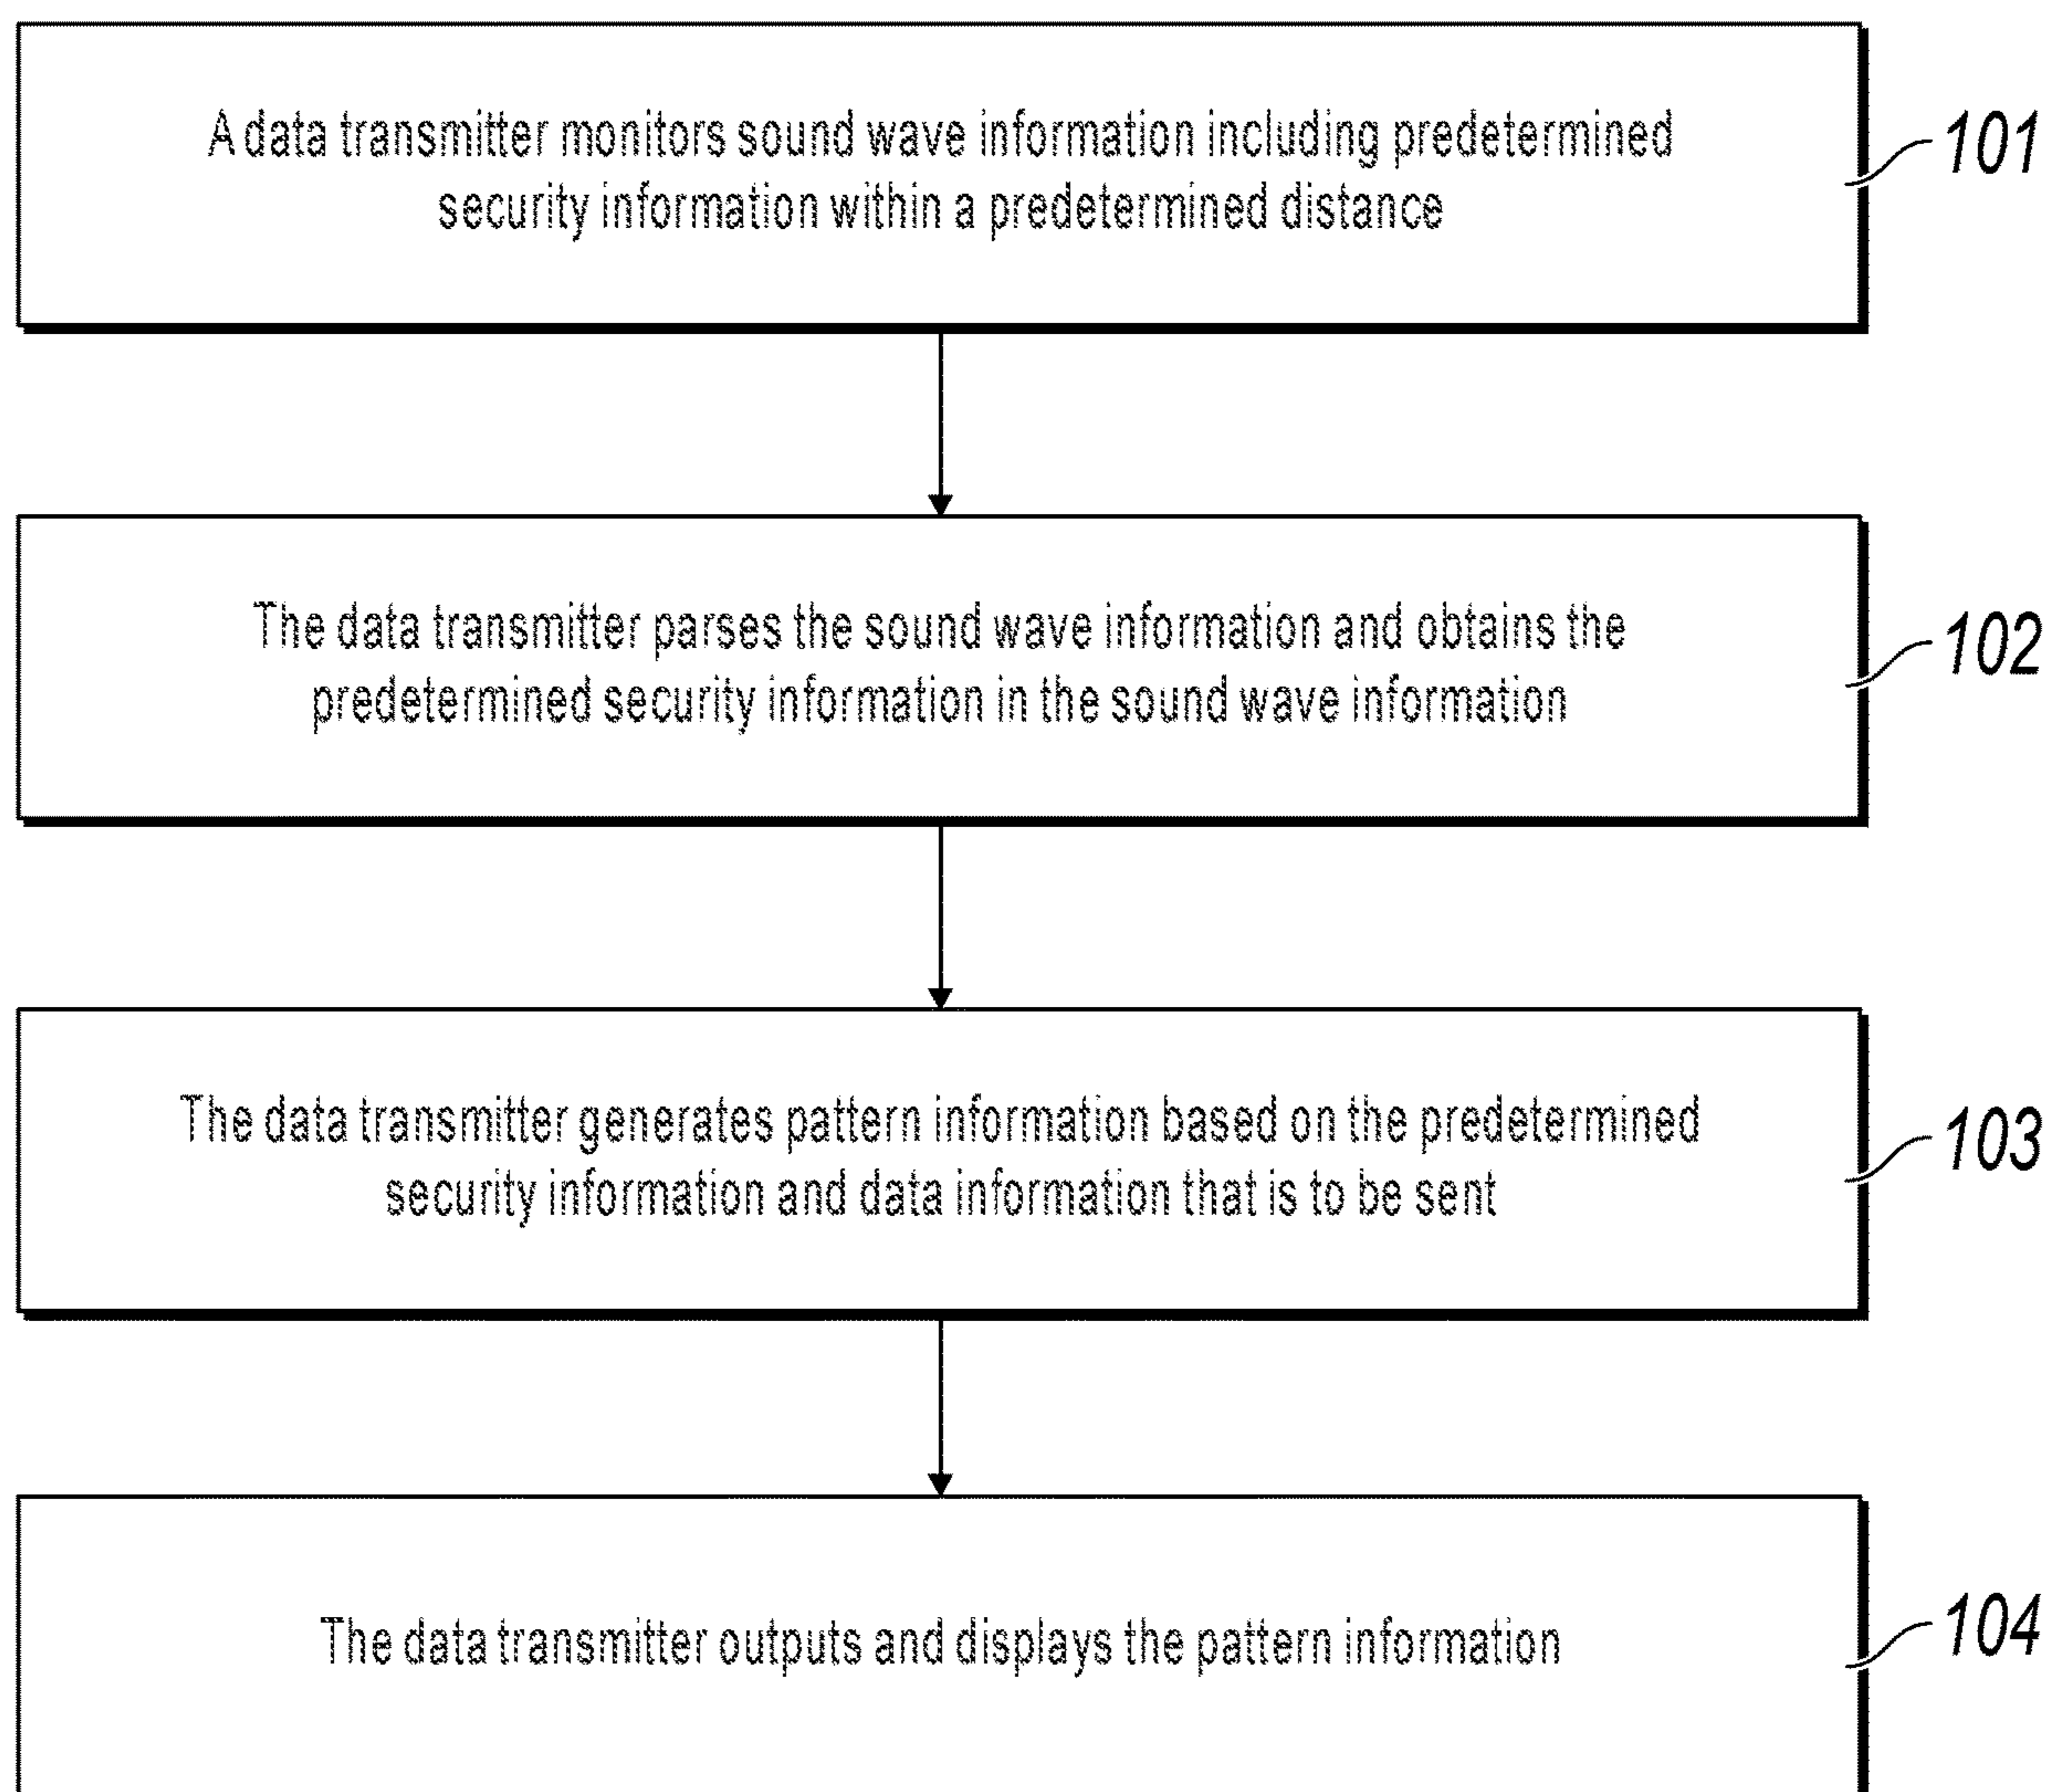 A data transmitter monitors sound wave information including predetermined
security information within a predetermined distance
101
The data transmitter parses the sound wave information and obtains the
predetermined security information in the sound wave information
102
The data transmitter generates pattern information based on the predetermined
security information and data information that is to be sent
103
The data transmitter outputs and displays the pattern information
104